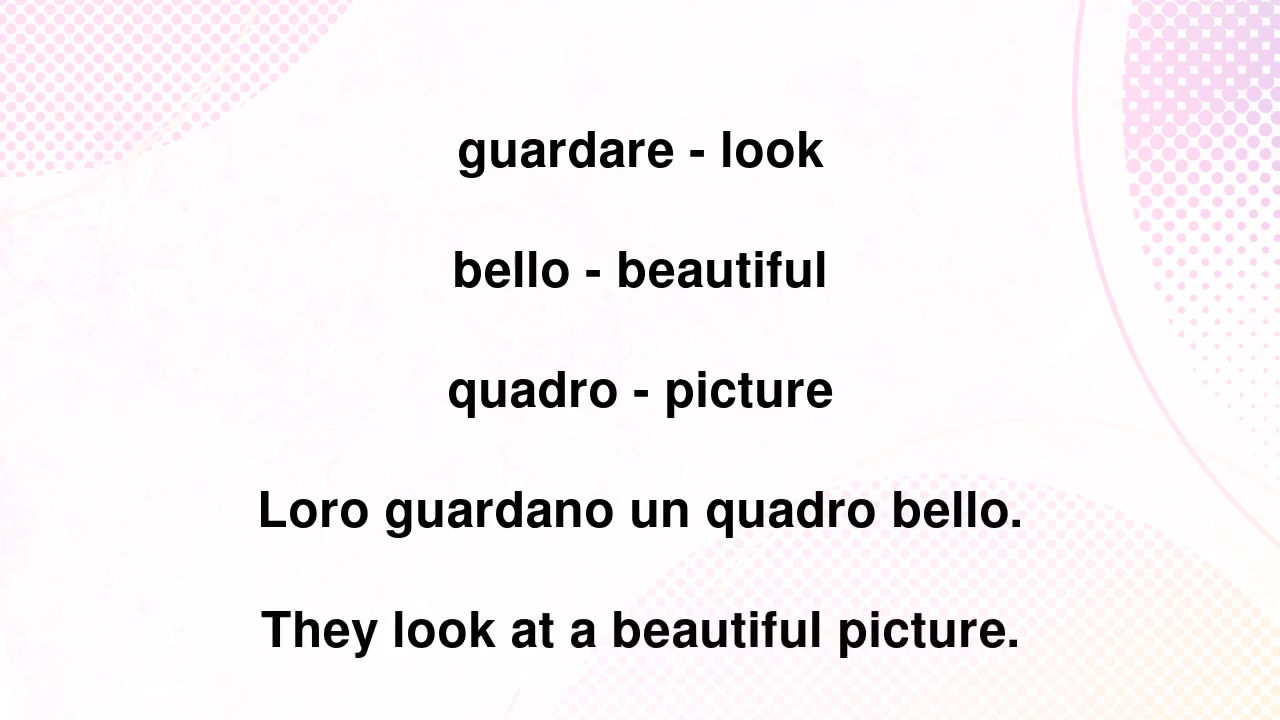 guardare - look
bello - beautiful
quadro - picture
Loro guardano un quadro bello.
They look at a beautiful picture.